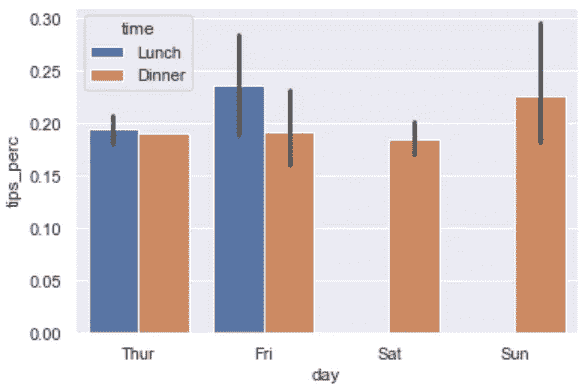 0.30
0.25
0.20
0.15
0.10
0.05
0.00
tips_perc
time
Lunch
Dinner
Thur Fri Sat Sun
day